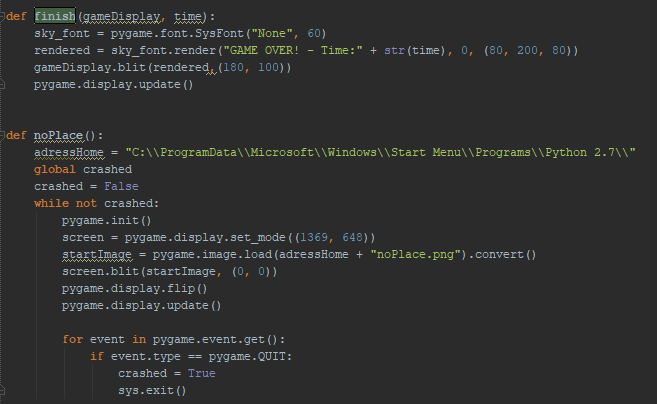 def finish(gameDisplay, time):
    sky_font = pygame.font.SysFont("None", 60)
    rendered = sky_font.render("GAME OVER! - Time:" + str(time), 0, (80, 200, 80))
    gameDisplay.blit(rendered,(180, 100))
    pygame.display.update()
def noPlace():
    adressHome = "C:\\ProgramData\\Microsoft\\Windows\\Start Menu\\Programs\\Python 2.7\\"
    global crashed
    crashed = False
    while not crashed:
        pygame.init()
        screen = pygame.display.set_mode((1369, 648))
        startImage = pygame.image.load(adressHome + "noPlace.png").convert()
        screen.blit(startImage, (0, 0))
        pygame.display.flip()
        pygame.display.update()
        for event in pygame.event.get():
            if event.type == pygame.QUIT:
                crashed = True
                sys.exit()